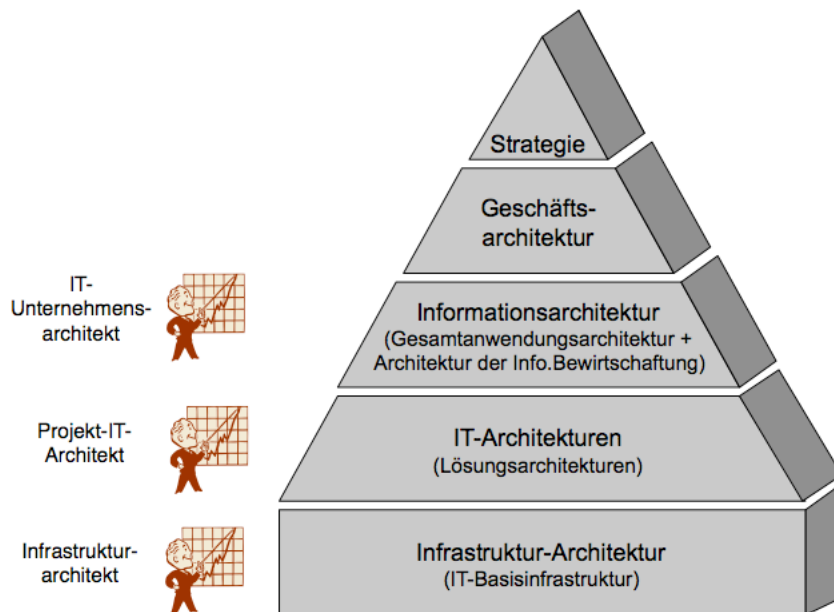 Strategie
Geschäfts-
architektur
IT-
Unternehmens-
architekt
Informationsarchitektur
(Gesamtanwendungsarchitektur +
Architektur der Info.Bewirtschaftung)
Projekt-IT-
Architekt
IT-Architekturen
(Lösungsarchitekturen)
Infrastruktur-
architekt
Infrastruktur-Architektur
(IT-Basisinfrastruktur)